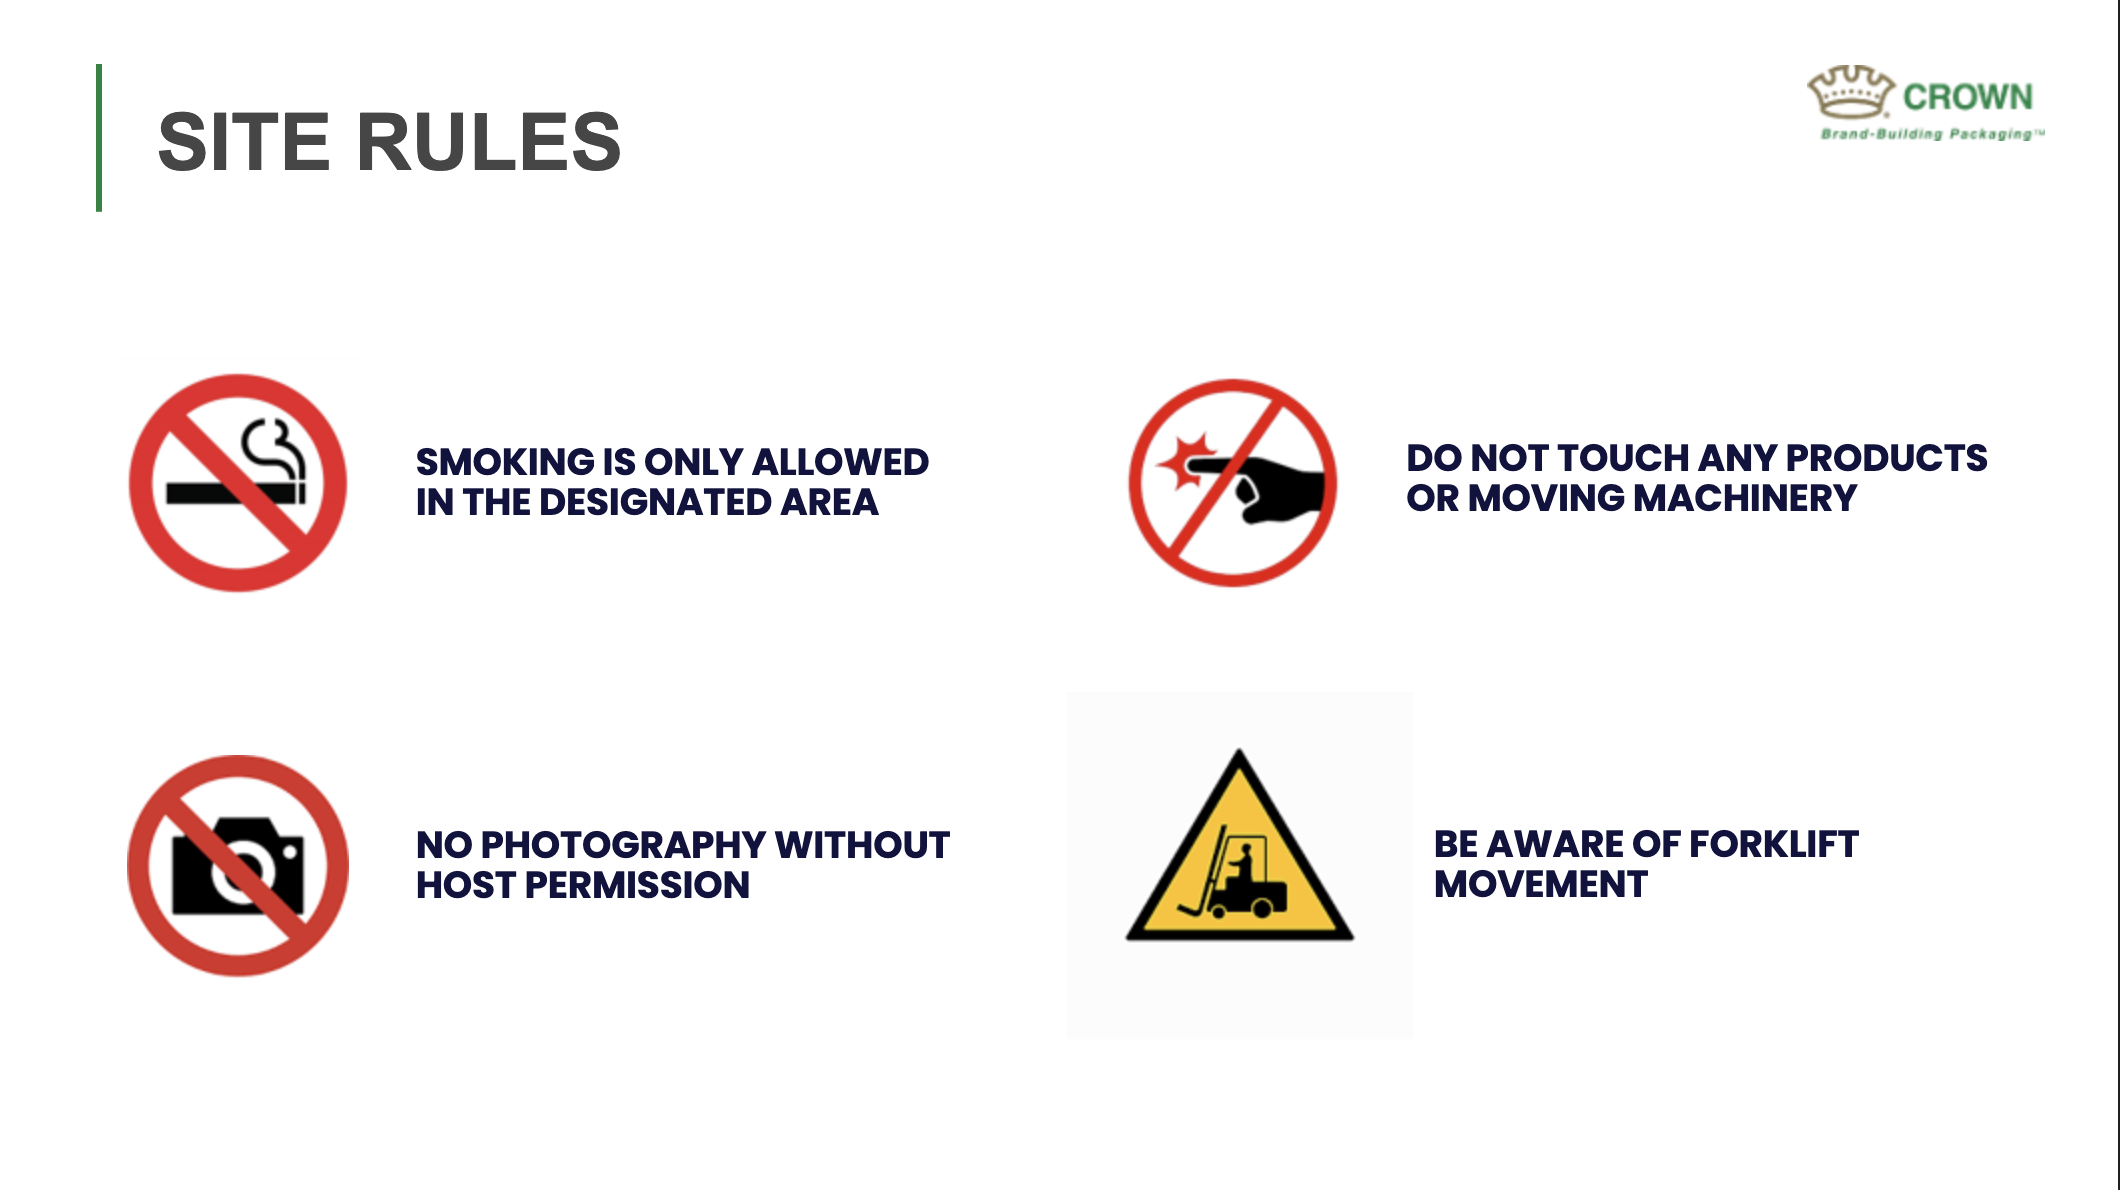 SITE RULES
CROWN
Brand-Building Packaging™
SMOKING IS ONLY ALLOWED
IN THE DESIGNATED AREA
DO NOT TOUCH ANY PRODUCTS
OR MOVING MACHINERY
NO PHOTOGRAPHY WITHOUT
HOST PERMISSION
BE AWARE OF FORKLIFT
MOVEMENT